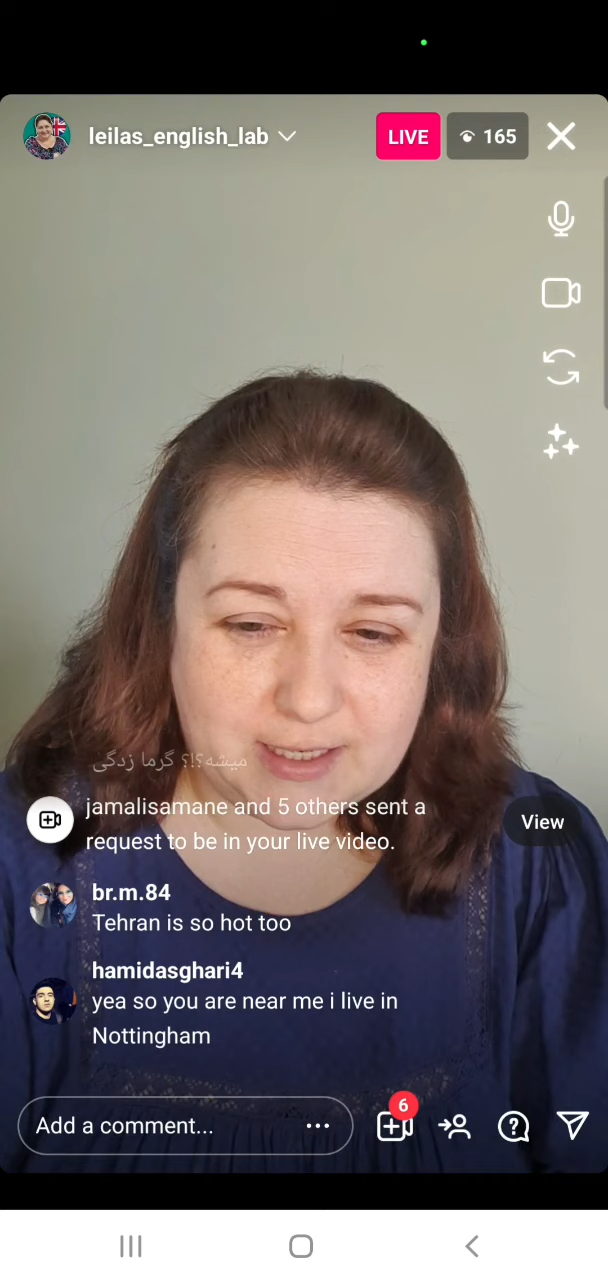 leilas_english_lab
LIVE
165
میشه؟!؟ گرما زدگی
jamalisamane and 5 others sent a
request to be in your live video.
View
br.m.84
Tehran is so hot too
hamidasghari4
yea so you are near me i live in
Nottingham
6
Add a comment...